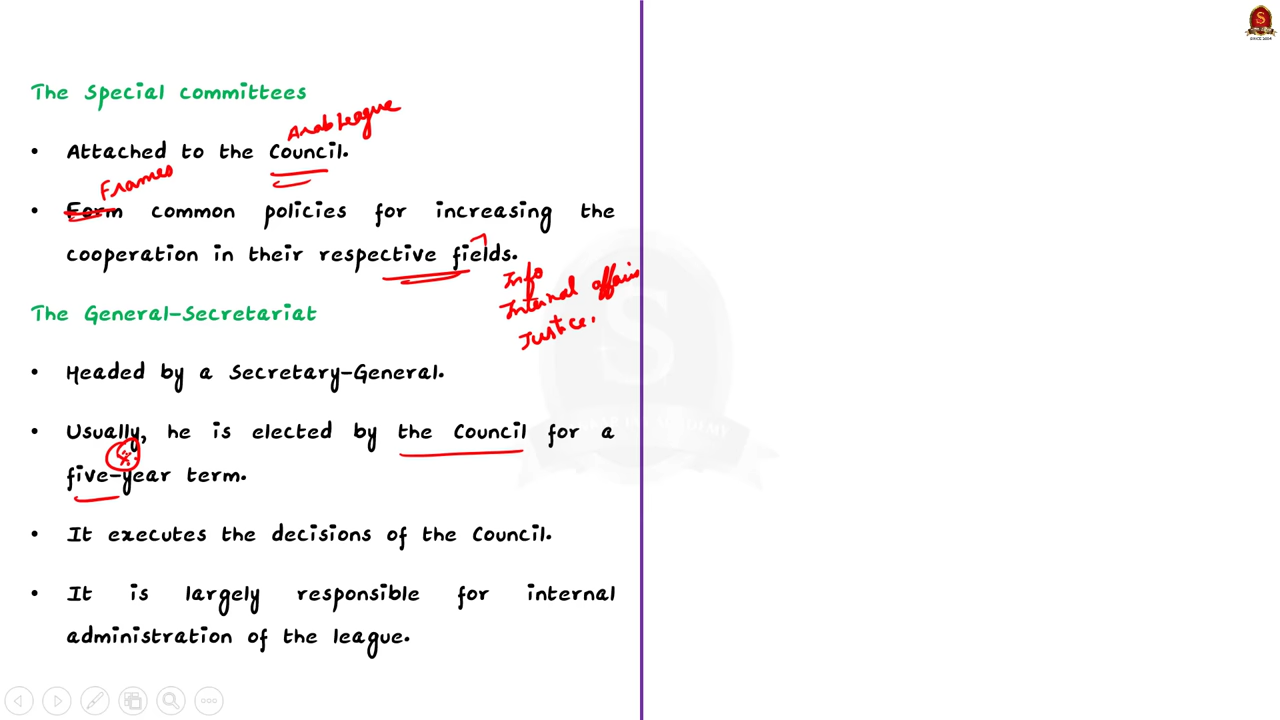 The Special committees
Arab league
• Attached to the Council.
Frames
• Form common policies for increasing the
cooperation in their respective fields.
Info
Internal affairs
Justice.
The General-Secretariat
• Headed by a Secretary-General.
• Usually, he is elected by the Council for a
five-year term.
• It executes the decisions of the Council.
• It is largely responsible for internal
administration of the league.
S
SINCE 2004